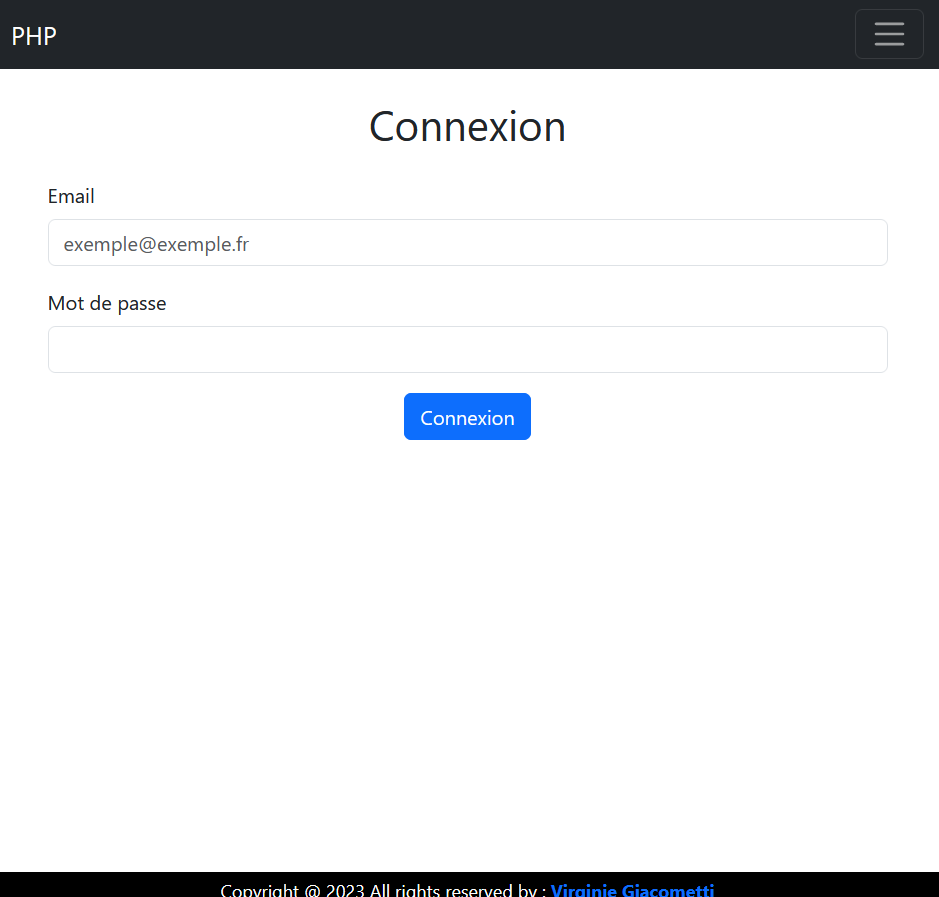 PHP
Connexion
Email
exemple@exemple.fr
Mot de passe
Connexion
Copyright @ 2023 All rights reserved by : Virginie Giacometti